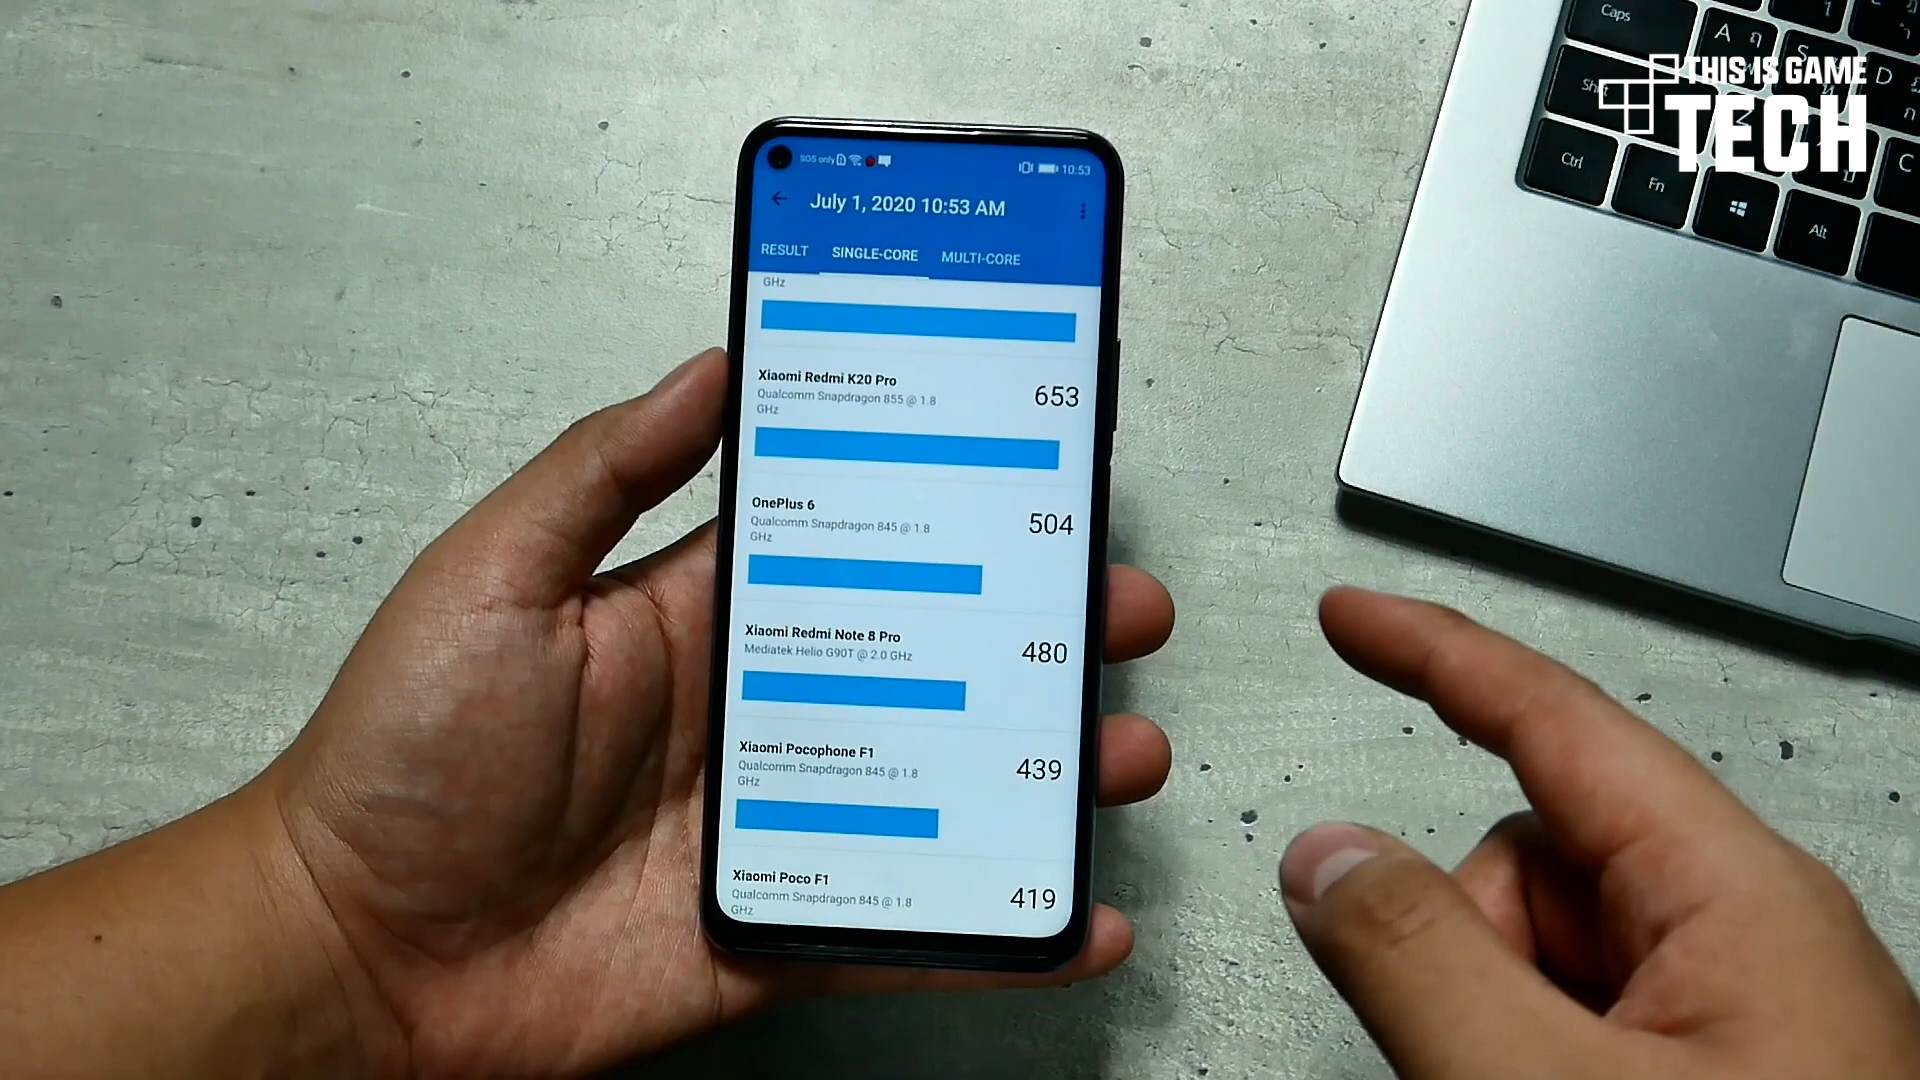 THIS IS GAME
TECH
Caps
A ฤ
S
D
Ctrl
Fn
Alt
C
SOS only
10:53
July 1, 2020 10:53 AM
RESULT
SINGLE-CORE
MULTI-CORE
GHz
Xiaomi Redmi K20 Pro
653
Qualcomm Snapdragon 855 @ 1.8
GHz
OnePlus 6
504
Qualcomm Snapdragon 845 @ 1.8
GHz
Xiaomi Redmi Note 8 Pro
480
Mediatek Helio G90T @ 2.0 GHz
Xiaomi Pocophone F1
439
Qualcomm Snapdragon 845 @ 1.8
GHz
Xiaomi Poco F1
419
Qualcomm Snapdragon 845 @ 1.8
GHz